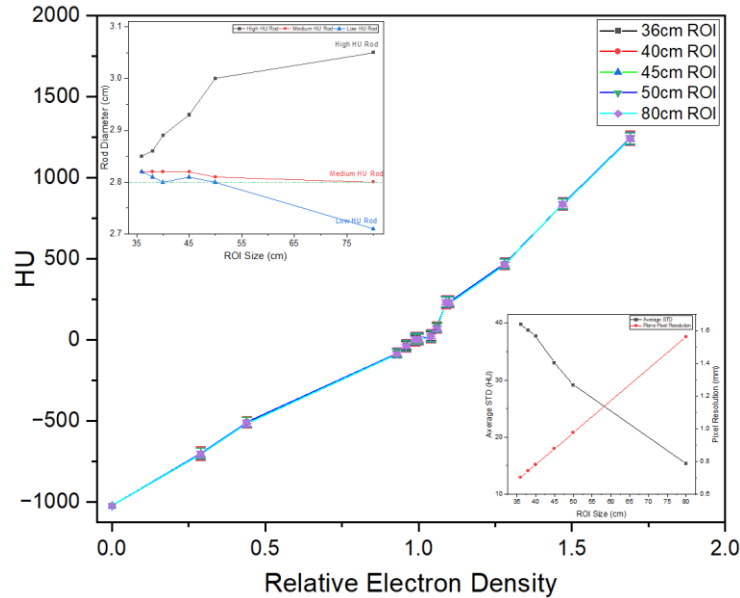 2000
1500
1000
500
0
-500
-1000
HU
0.0 0.5 1.0 1.5 2.0
Relative Electron Density
36cm ROI
40cm ROI
45cm ROI
50cm ROI
80cm ROI
High HU Rod Medium HU Rod Low HU Rod
3.1
3.0
2.9
2.8
2.7
Rod Diameter (cm)
High HU Rod
Medium HU Rod
Low HU Rod
35 45 55 65 75
ROI Size (cm)
Average STD
Pixel Resolution
40
30
20
10
Average STD (HU)
1.6
1.4
1.2
1.0
0.8
0.6
Pixel Resolution (mm)
35 40 45 50 55 60 65 70 75 80
ROI Size (cm)